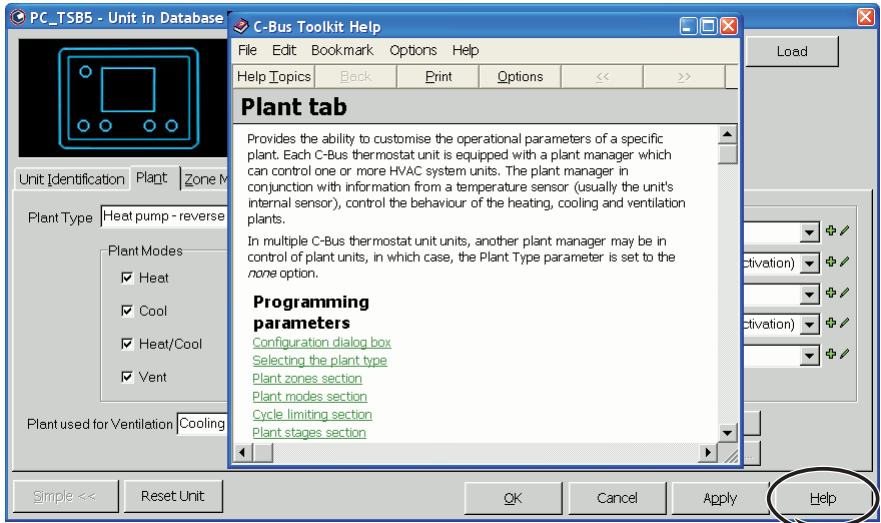 PC_TSB5 - Unit in Database
C-Bus Toolkit Help
File Edit Bookmark Options Help
Help Topics Back Print Options << >>
Load
Plant tab
Provides the ability to customise the operational parameters of a specific
plant. Each C-Bus thermostat unit is equipped with a plant manager which
can control one or more HVAC system units. The plant manager in
conjunction with information from a temperature sensor (usually the unit's
internal sensor), control the behaviour of the heating, cooling and ventilation
plants.
In multiple C-Bus thermostat unit units, another plant manager may be in
control of plant units, in which case, the Plant Type parameter is set to the
none option.
Programming
parameters
Configuration dialog box
Selecting the plant type
Plant zones section
Plant modes section
Cycle limiting section
Plant stages section
Unit Identification Plant Zone M
Plant Type Heat pump - reverse
Plant Modes
Heat
Cool
Heat/Cool
Vent
Plant used for Ventilation Cooling
ctivation)
ctivation)
...
Simple << Reset Unit OK Cancel Apply Help